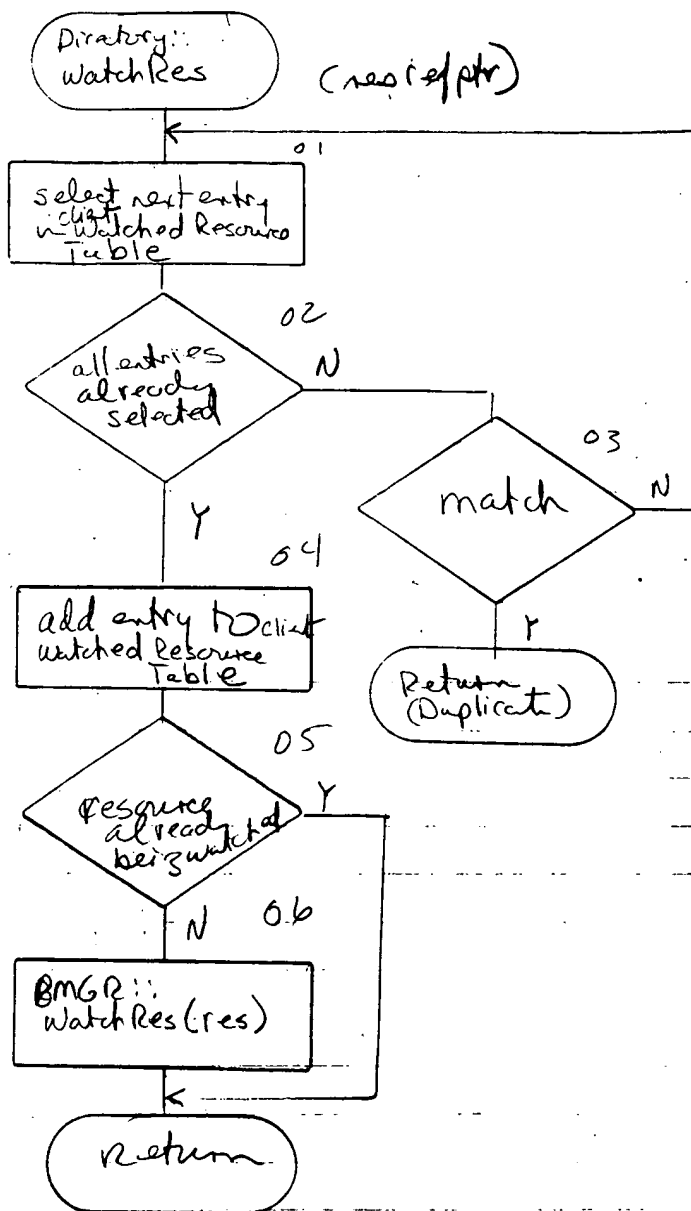 Diratory::
WatchRes
(res ref ptr)
01
select next entry
client
in Watched Resource
Table
02
all entries
already
selected
N
03
match
N
Y
04
Y
add entry to client
Watched Resource
Table
Return
(Duplicate)
05
resource
already
being watched
Y
N
06
BMGR::
WatchRes(res)
Return